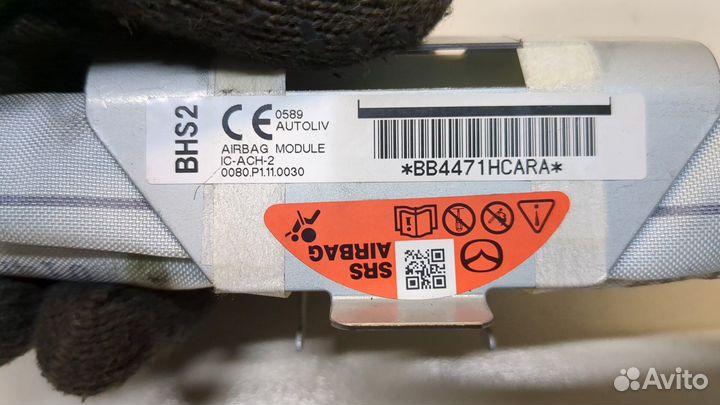 BHS2
CE 0589
AUTOLIV
AIRBAG MODULE
IC-ACH-2
0080.P1.11.0030
*BB4471HCARA*
SRS
AIRBAG
Avito